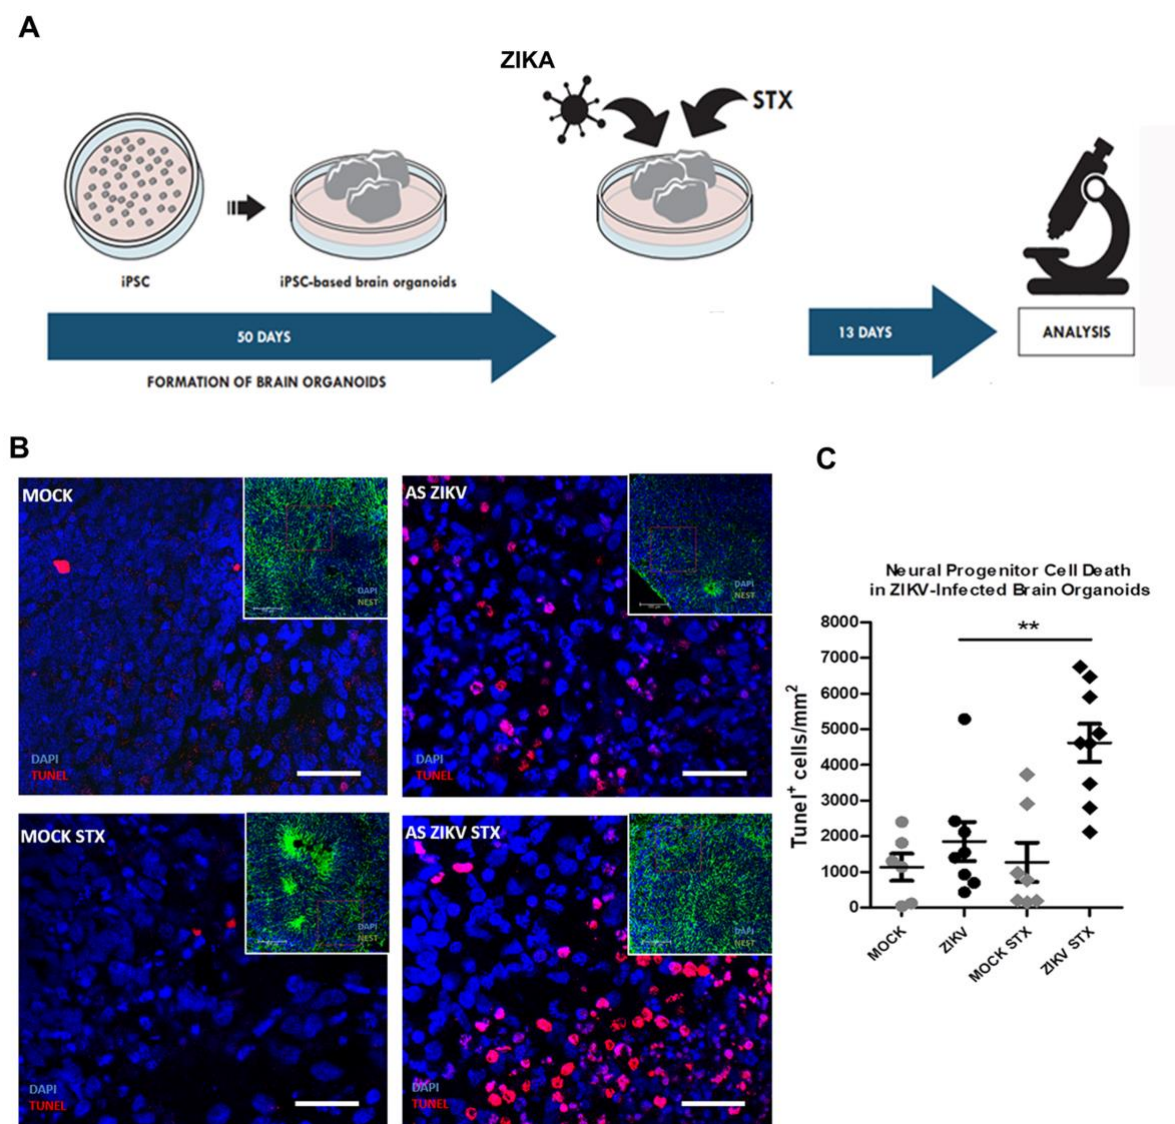 A
ZIKA
STX
iPSC
iPSC-based brain organoids
50 DAYS
13 DAYS
ANALYSIS
FORMATION OF BRAIN ORGANOIDS
B
MOCK
DAPI
NEST
DAPI
TUNEL
AS ZIKV
DAPI
NEST
DAPI
TUNEL
MOCK STX
DAPI
NEST
DAPI
TUNEL
AS ZIKV STX
DAPI
NEST
DAPI
TUNEL
C
Neural Progenitor Cell Death
in ZIKV-Infected Brain Organoids
**
Tunel+ cells/mm2
8000
7000
6000
5000
4000
3000
2000
1000
0
MOCK
ZIKV
MOCK STX
ZIKV STX